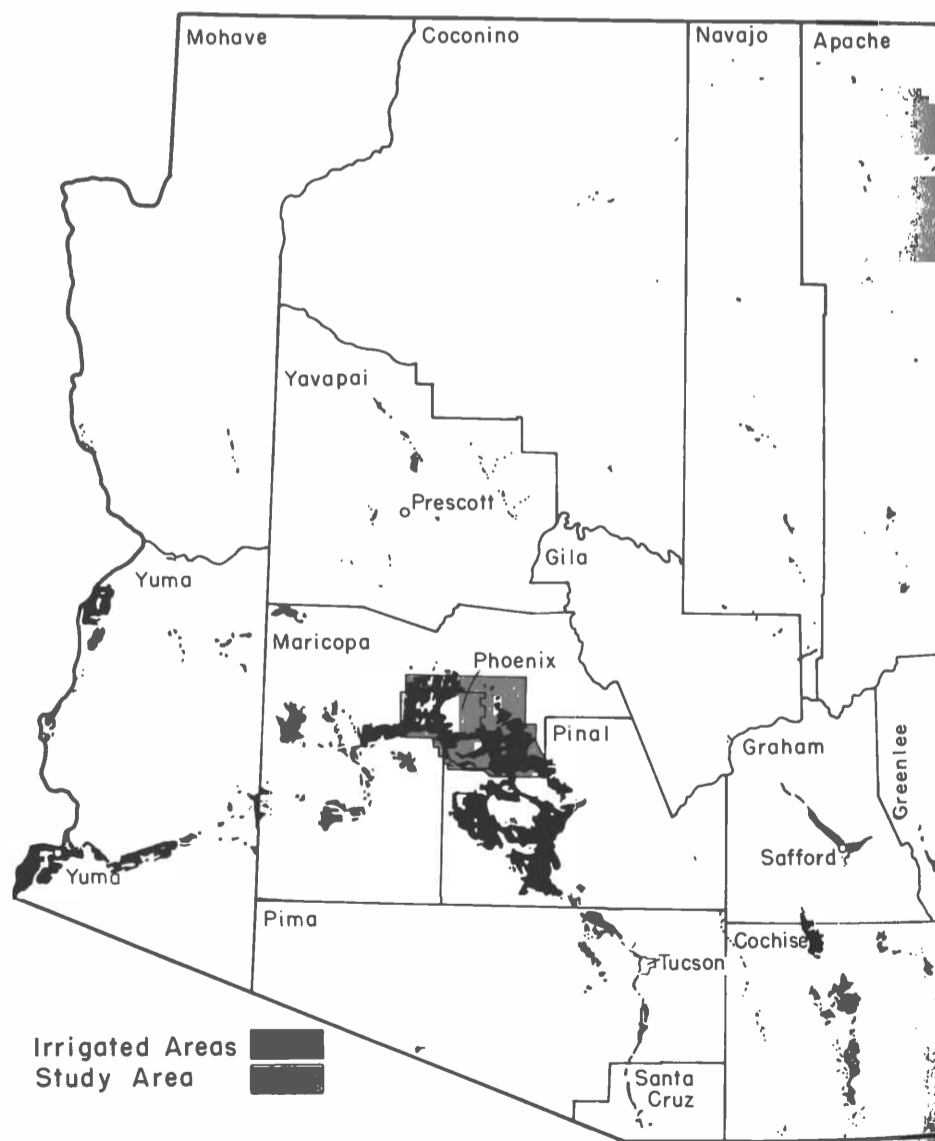 Mohave
Coconino
Navajo
Apache
Yavapai
Prescott
Gila
Yuma
Maricopa
Phoenix
Pinal
Graham
Greenlee
Safford
Yuma
Pima
Cochise
Tucson
Irrigated Areas
Study Area
Santa
Cruz